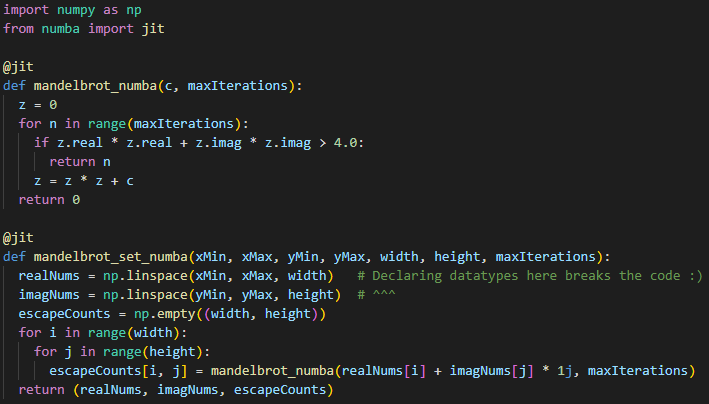 import numpy as np
from numba import jit

@jit
def mandelbrot_numba(c, maxIterations):
  z = 0
  for n in range(maxIterations):
    if z.real * z.real + z.imag * z.imag > 4.0:
      return n
    z = z * z + c
  return 0

@jit
def mandelbrot_set_numba(xMin, xMax, yMin, yMax, width, height, maxIterations):
  realNums = np.linspace(xMin, xMax, width)   # Declaring datatypes here breaks the code :)
  imagNums = np.linspace(yMin, yMax, height)  # ^^^
  escapeCounts = np.empty((width, height))
  for i in range(width):
    for j in range(height):
      escapeCounts[i, j] = mandelbrot_numba(realNums[i] + imagNums[j] * 1j, maxIterations)
  return (realNums, imagNums, escapeCounts)